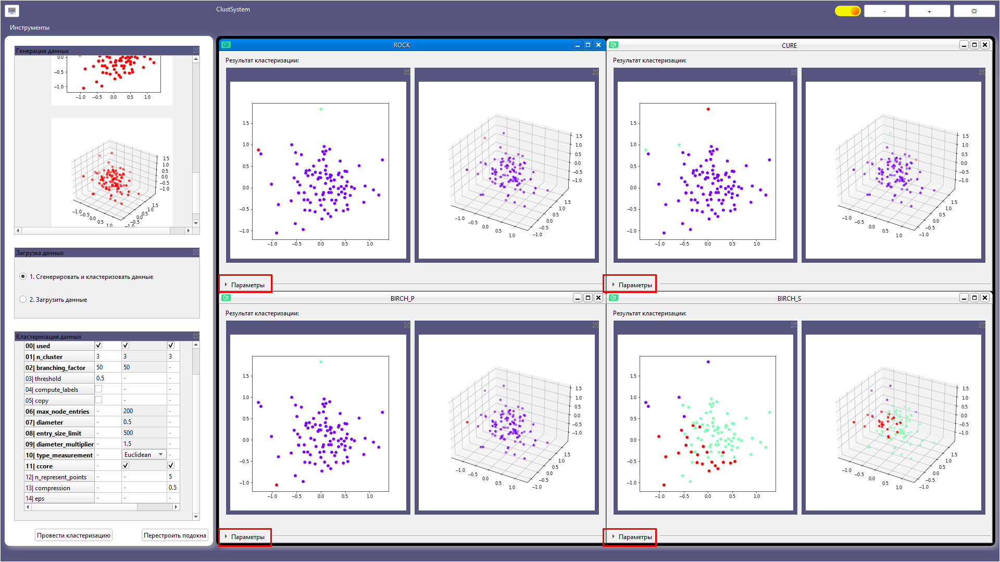 ClustSystem
-
+
Инструменты
Генерация данных
0.0
−0.5
−1.0
−1.0 −0.5 0.0 0.5 1.0
1.5
1.0
0.5
0.0
−0.5
−1.0
−1.0
−0.5
0.0
0.5
1.0
1.5
1.0
0.5
0.0
−0.5
−1.0
Загрузка данных
1. Сгенерировать и кластеризовать данные
2. Загрузить данные
Кластеризация данных
00| used
01| n_cluster 3 3 3
02| branching_factor 50 50 -
03| threshold 0.5 - -
04| compute_labels - -
05| copy - -
06| max_node_entries - 200 -
07| diameter - 0.5 -
08| entry_size_limit - 500 -
09| diameter_multiplier - 1.5 -
10| type_measurement - Euclidean -
11| ccore -
12| n_represent_points - - 5
13| compression - - 0.5
14| eps - - -
Провести кластеризацию
Перестроить подокна
Qt ROCK
Результат кластеризации:
1.5
1.0
0.5
0.0
−0.5
−1.0
−1.0 −0.5 0.0 0.5 1.0
1.5
1.0
0.5
0.0
−0.5
−1.0
1.5
1.0
0.5
0.0
−0.5
−1.0
−1.0
−0.5
0.0
0.5
1.0
Параметры
Qt CURE
Результат кластеризации:
1.5
1.0
0.5
0.0
−0.5
−1.0
−1.0 −0.5 0.0 0.5 1.0
1.5
1.0
0.5
0.0
−0.5
−1.0
1.5
1.0
0.5
0.0
−0.5
−1.0
−1.0
−0.5
0.0
0.5
1.0
Параметры
Qt BIRCH_P
Результат кластеризации:
1.5
1.0
0.5
0.0
−0.5
−1.0
−1.0 −0.5 0.0 0.5 1.0
1.5
1.0
0.5
0.0
−0.5
−1.0
1.5
1.0
0.5
0.0
−0.5
−1.0
−1.0
−0.5
0.0
0.5
1.0
Параметры
Qt BIRCH_S
Результат кластеризации:
1.5
1.0
0.5
0.0
−0.5
−1.0
−1.0 −0.5 0.0 0.5 1.0
1.5
1.0
0.5
0.0
−0.5
−1.0
1.5
1.0
0.5
0.0
−0.5
−1.0
−1.0
−0.5
0.0
0.5
1.0
Параметры